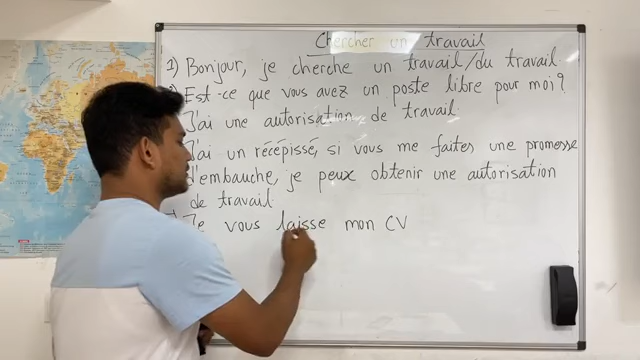 Chercher un travail
1) Bonjour, je cherche un travail/du travail
Est-ce que vous avez un poste libre pour moi?
J'ai une autorisation de travail.
J'ai un récépissé, si vous me faites une promesse
d'embauche, je peux obtenir une autorisation
de travail
Je vous laisse mon CV